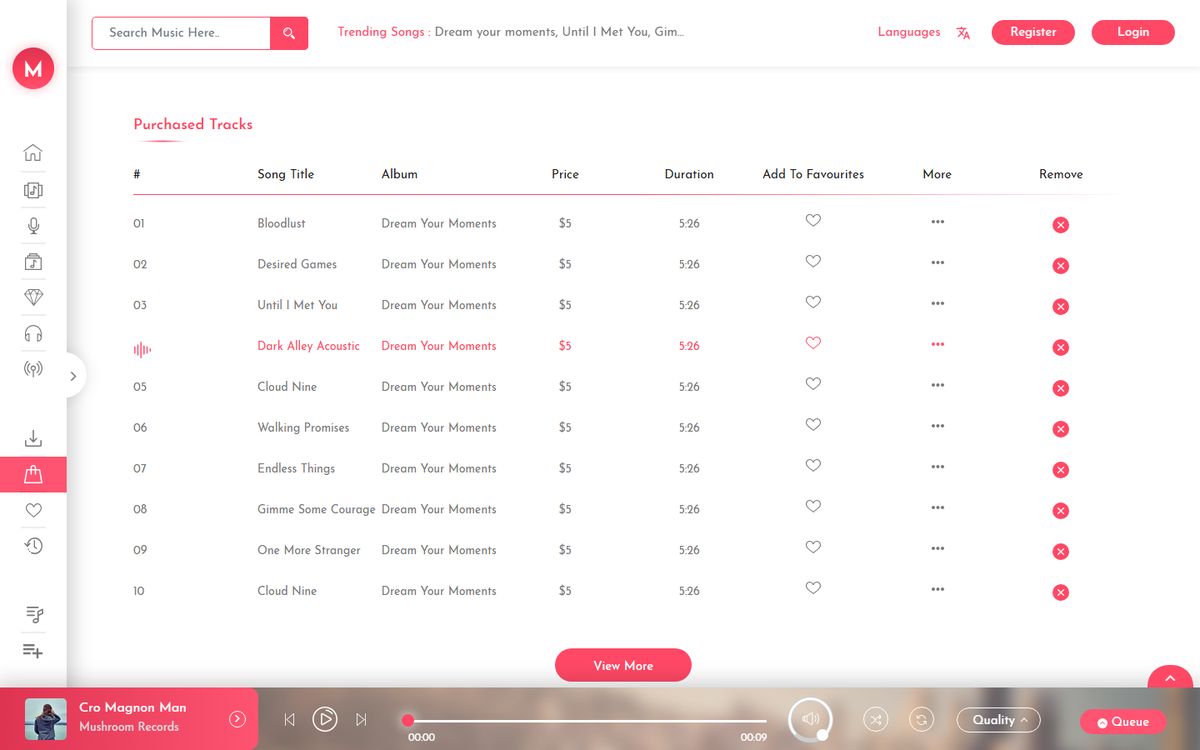 Search Music Here..
Trending Songs : Dream your moments, Until I Met You, Gim...
Languages
Register
Login
M
Purchased Tracks
# Song Title Album Price Duration Add To Favourites More Remove
01 Bloodlust Dream Your Moments $5 5:26
02 Desired Games Dream Your Moments $5 5:26
03 Until I Met You Dream Your Moments $5 5:26
Dark Alley Acoustic Dream Your Moments $5 5:26
05 Cloud Nine Dream Your Moments $5 5:26
06 Walking Promises Dream Your Moments $5 5:26
07 Endless Things Dream Your Moments $5 5:26
08 Gimme Some Courage Dream Your Moments $5 5:26
09 One More Stranger Dream Your Moments $5 5:26
10 Cloud Nine Dream Your Moments $5 5:26
View More
Cro Magnon Man
Mushroom Records
00:00
00:09
Quality
Queue